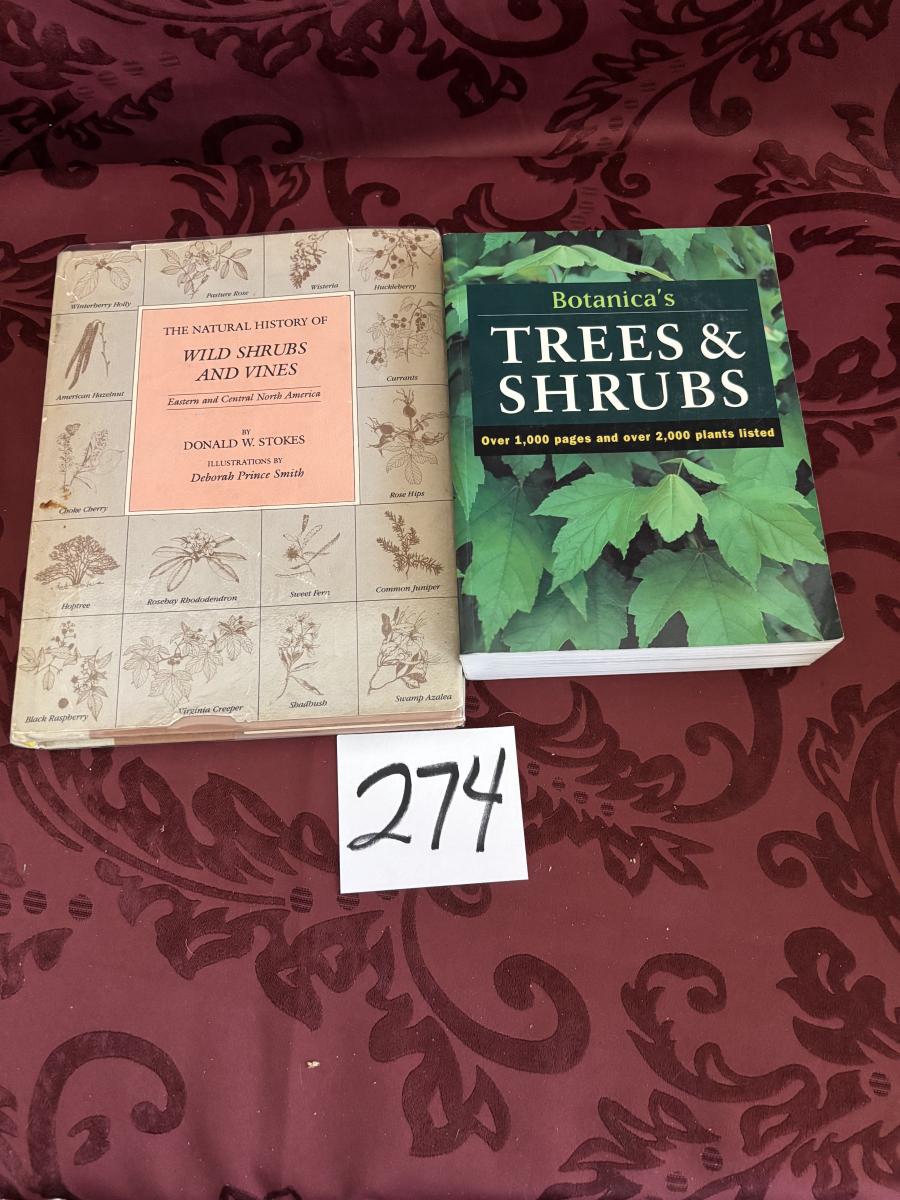 Winterberry Holly
Pasture Rose
Wisteria
Huckleberry
THE NATURAL HISTORY OF
WILD SHRUBS
AND VINES
Eastern and Central North America
BY
DONALD W. STOKES
ILLUSTRATIONS BY
Deborah Prince Smith
American Hazelnut
Currants
Choke Cherry
Rose Hips
Hoptree
Rosebay Rhododendron
Sweet Fern
Common Juniper
Black Raspberry
Virginia Creeper
Shadbush
Swamp Azalea
Botanica's
TREES &
SHRUBS
Over 1,000 pages and over 2,000 plants listed
274